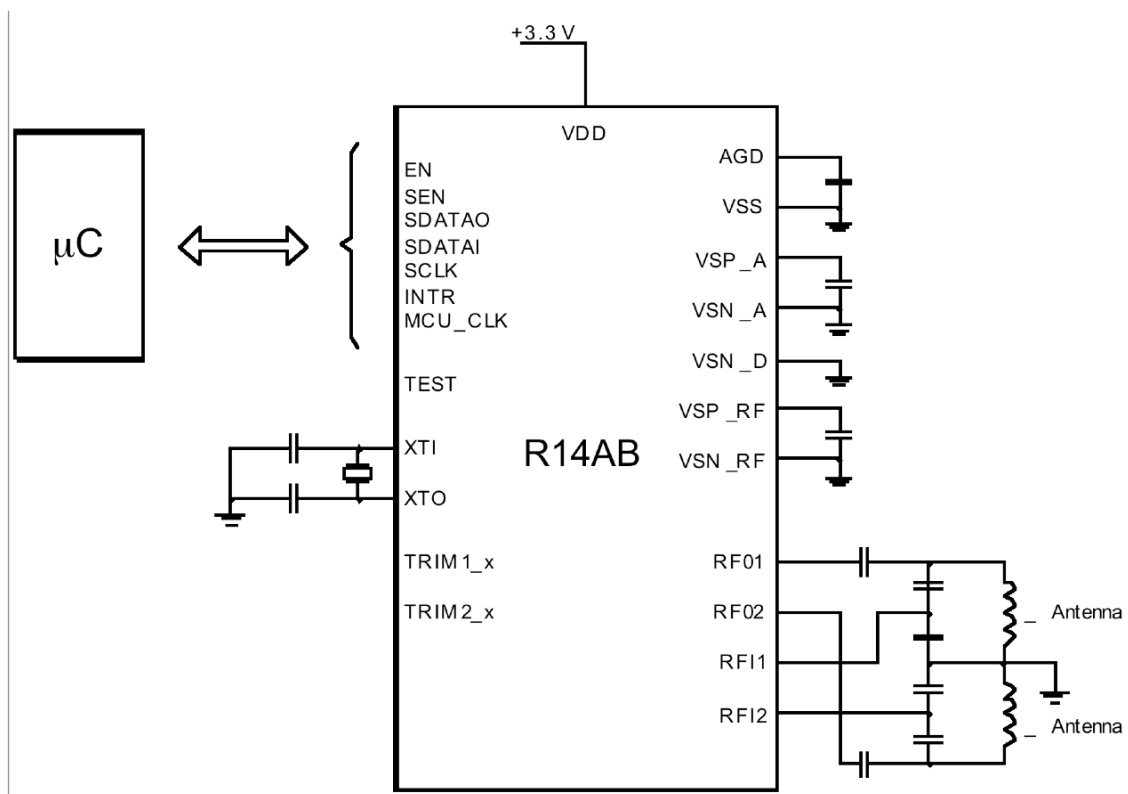 +3.3 V
VDD
µC
EN
SEN
SDATAO
SDATAI
SCLK
INTR
MCU_CLK
TEST
XTI
XTO
TRIM1_x
TRIM2_x
R14AB
AGD
VSS
VSP_A
VSN_A
VSN_D
VSP_RF
VSN_RF
RF01
RF02
RFI1
RFI2
_ Antenna
_ Antenna